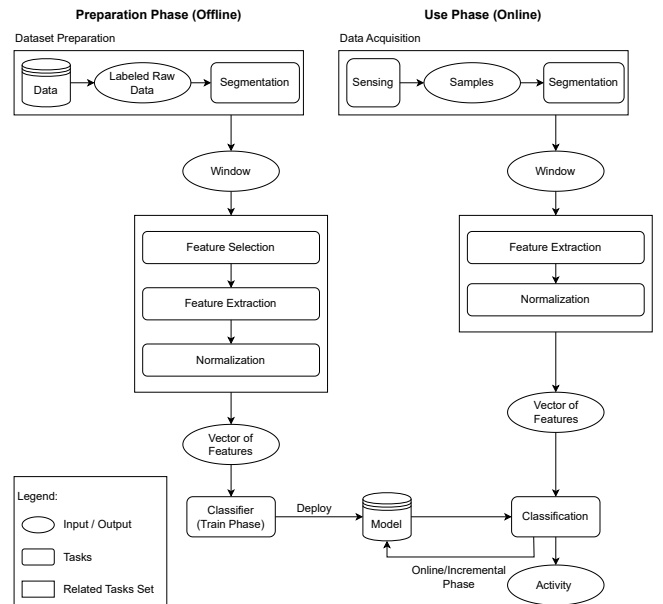 Preparation Phase (Offline)
Use Phase (Online)
Dataset Preparation
Data
Labeled Raw
Data
Segmentation
Data Acquisition
Sensing
Samples
Segmentation
Window
Window
Feature Selection
Feature Extraction
Normalization
Feature Extraction
Normalization
Vector of
Features
Vector of
Features
Classifier
(Train Phase)
Deploy
Model
Classification
Online/Incremental
Phase
Activity
Legend:
Input / Output
Tasks
Related Tasks Set